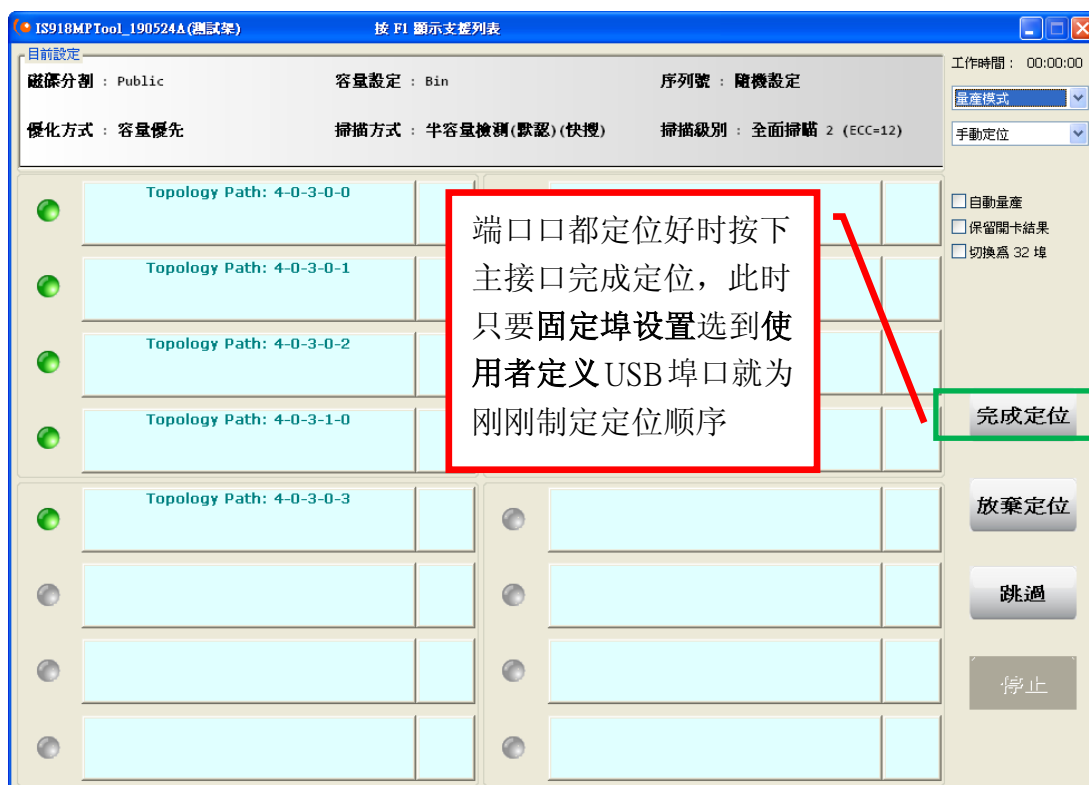 IS918MPTool_190524A(測試架) 按 F1 顯示支援列表
目前設定
磁碟分割 : Public 容量設定 : Bin 序列號 : 隨機設定
優化方式 : 容量優先 掃描方式 : 半容量檢測(默認)(快搜) 掃描級別 : 全面掃瞄 2 (ECC=12)
工作時間： 00:00:00
量產模式
手動定位
自動量產
保留開卡結果
切換爲 32 埠
Topology Path: 4-0-3-0-0
Topology Path: 4-0-3-0-1
Topology Path: 4-0-3-0-2
Topology Path: 4-0-3-1-0
Topology Path: 4-0-3-0-3
端口口都定位好时按下
主接口完成定位，此时
只要固定埠设置选到使
用者定义USB埠口就为
刚刚制定定位顺序
完成定位
放棄定位
跳過
停止